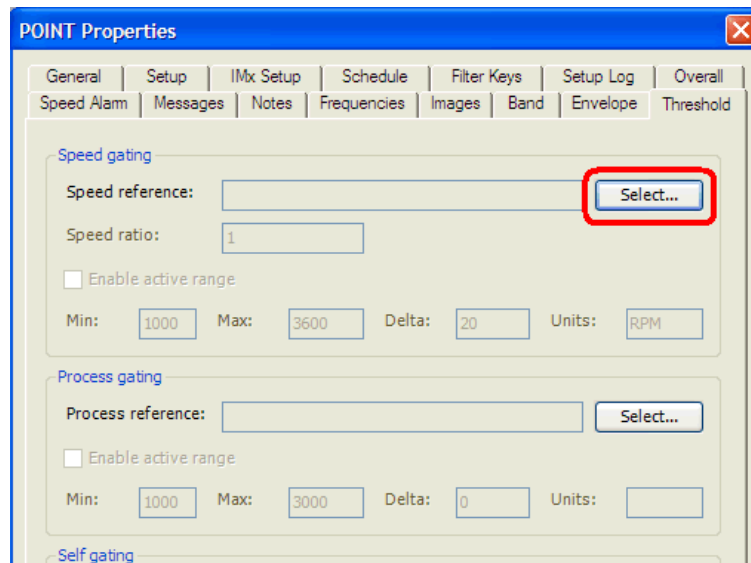 POINT Properties
General Setup IMx Setup Schedule Filter Keys Setup Log Overall
Speed Alarm Messages Notes Frequencies Images Band Envelope Threshold
Speed gating
Speed reference: Select...
Speed ratio: 1
Enable active range
Min: 1000 Max: 3600 Delta: 20 Units: RPM
Process gating
Process reference: Select...
Enable active range
Min: 1000 Max: 3000 Delta: 0 Units:
Self gating